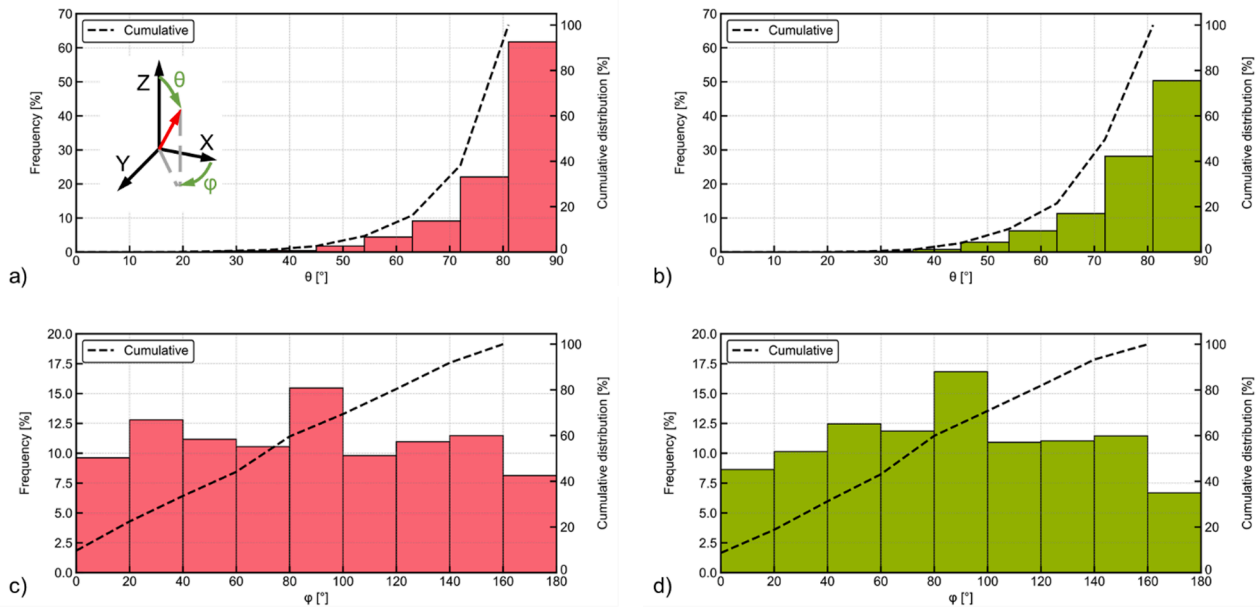 70
60
50
40
30
20
10
0
Frequency [%]
Cumulative
Z
θ
X
Y
φ
100
80
60
40
20
0
Cumulative distribution [%]
0 10 20 30 40 50 60 70 80 90
θ [°]
a)
70
60
50
40
30
20
10
0
Frequency [%]
Cumulative
100
80
60
40
20
0
Cumulative distribution [%]
0 10 20 30 40 50 60 70 80 90
θ [°]
b)
20.0
17.5
15.0
12.5
10.0
7.5
5.0
2.5
0.0
Frequency [%]
Cumulative
100
80
60
40
20
0
Cumulative distribution [%]
0 20 40 60 80 100 120 140 160 180
φ [°]
c)
20.0
17.5
15.0
12.5
10.0
7.5
5.0
2.5
0.0
Frequency [%]
Cumulative
100
80
60
40
20
0
Cumulative distribution [%]
0 20 40 60 80 100 120 140 160 180
φ [°]
d)